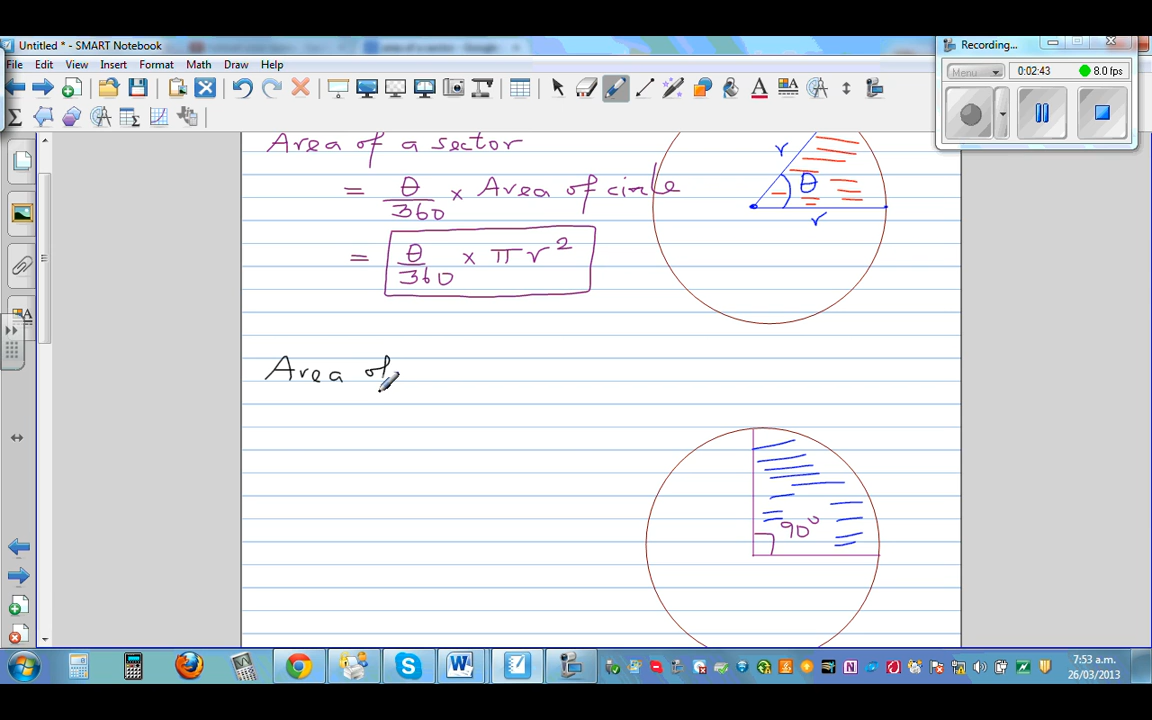 Untitled * - SMART Notebook
Recording...
File Edit View Insert Format Math Draw Help
Menu
0:02:43
8.0 fps
Area of a sector
= θ/360 × Area of circle
= θ/360 × πr²
r
θ
r
Area of
90°
7:53 a.m.
26/03/2013